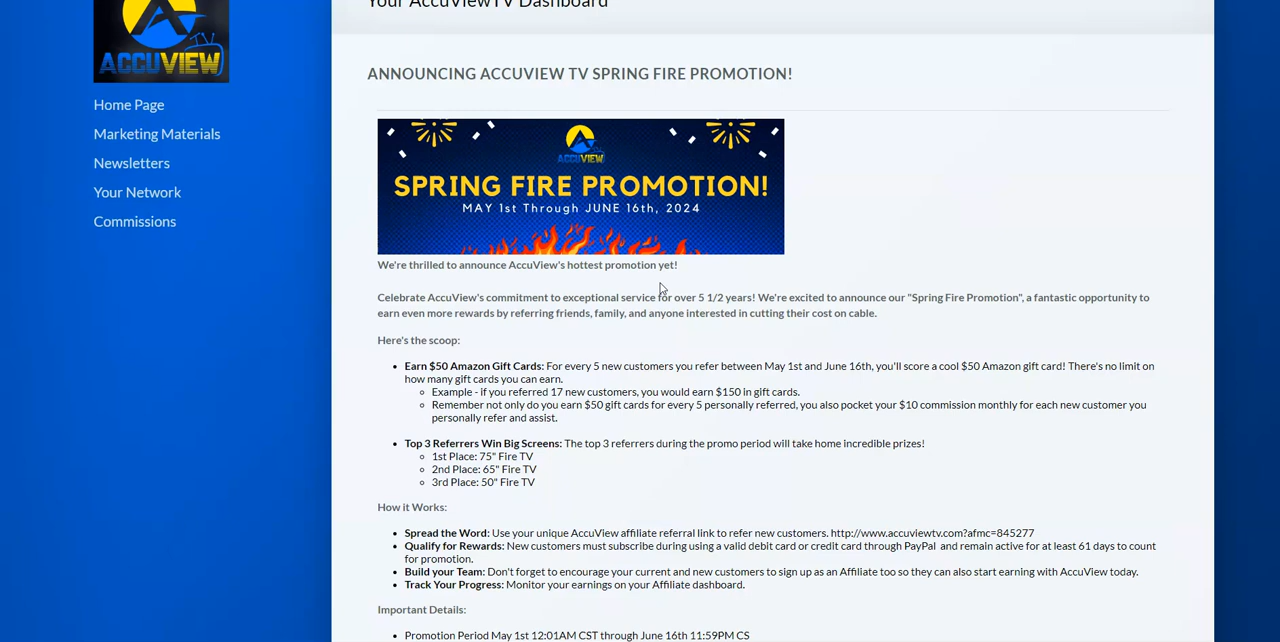 Your AccuViewTV Dashboard
ACCUVIEW TV
Home Page
Marketing Materials
Newsletters
Your Network
Commissions
ANNOUNCING ACCUVIEW TV SPRING FIRE PROMOTION!
ACCUVIEW
SPRING FIRE PROMOTION!
MAY 1st Through JUNE 16th, 2024
We're thrilled to announce AccuView's hottest promotion yet!
Celebrate AccuView's commitment to exceptional service for over 5 1/2 years! We're excited to announce our "Spring Fire Promotion", a fantastic opportunity to
earn even more rewards by referring friends, family, and anyone interested in cutting their cost on cable.
Here's the scoop:
• Earn $50 Amazon Gift Cards: For every 5 new customers you refer between May 1st and June 16th, you'll score a cool $50 Amazon gift card! There's no limit on
how many gift cards you can earn.
◦ Example - if you referred 17 new customers, you would earn $150 in gift cards.
◦ Remember not only do you earn $50 gift cards for every 5 personally referred, you also pocket your $10 commission monthly for each new customer you
personally refer and assist.
• Top 3 Referrers Win Big Screens: The top 3 referrers during the promo period will take home incredible prizes!
◦ 1st Place: 75" Fire TV
◦ 2nd Place: 65" Fire TV
◦ 3rd Place: 50" Fire TV
How it Works:
• Spread the Word: Use your unique AccuView affiliate referral link to refer new customers. http://www.accuviewtv.com?afmc=845277
• Qualify for Rewards: New customers must subscribe during using a valid debit card or credit card through PayPal and remain active for at least 61 days to count
for promotion.
• Build your Team: Don't forget to encourage your current and new customers to sign up as an Affiliate too so they can also start earning with AccuView today.
• Track Your Progress: Monitor your earnings on your Affiliate dashboard.
Important Details:
• Promotion Period May 1st 12:01AM CST through June 16th 11:59PM CS